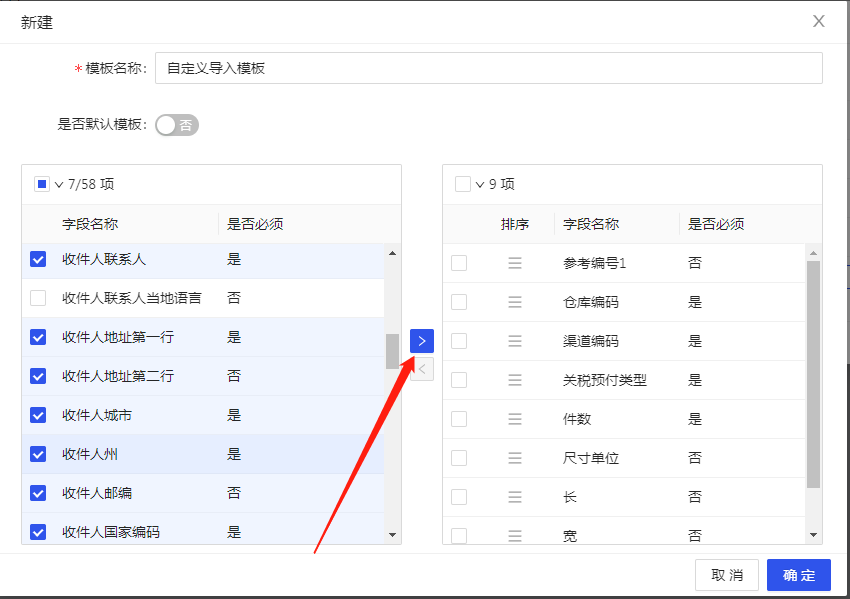 新建
*模板名称: 自定义导入模板
是否默认模板: 否
7/58 项
字段名称 是否必须
收件人联系人 是
收件人联系人当地语言 否
收件人地址第一行 是
收件人地址第二行 否
收件人城市 是
收件人州 是
收件人邮编 否
收件人国家编码 是
9 项
排序 字段名称 是否必须
参考编号1 否
仓库编码 是
渠道编码 是
关税预付类型 是
件数 是
尺寸单位 否
长 否
宽 否
取 消 确 定